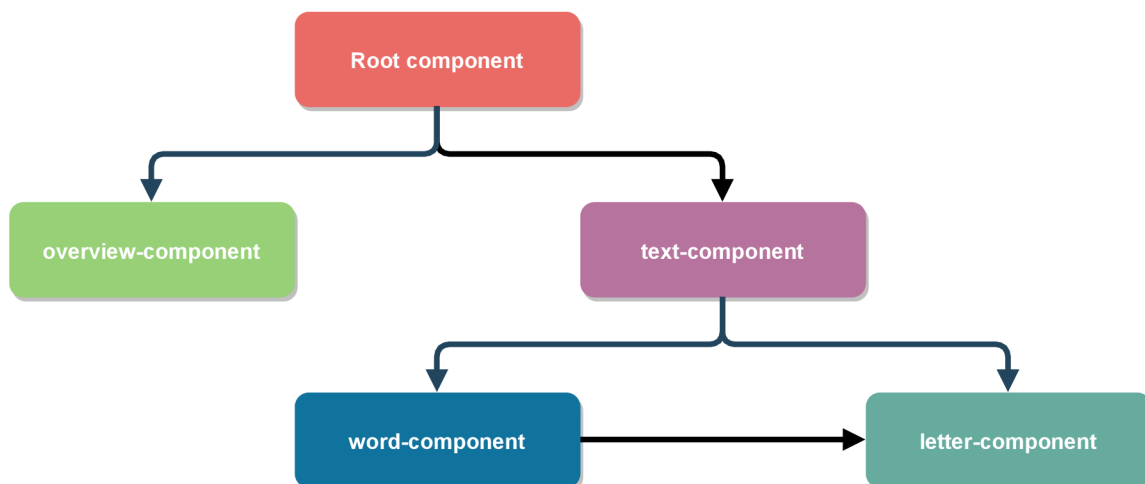 Root component
overview-component
text-component
word-component
letter-component